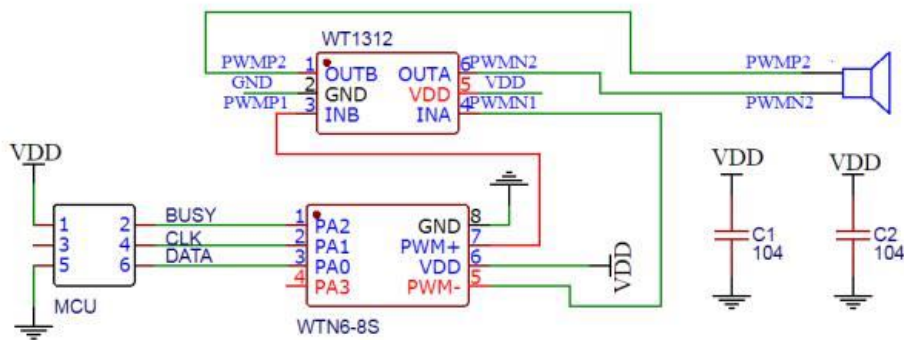 WT1312
PWMP2 1 OUTB OUTA 6 PWMN2
GND 2 GND VDD 5 VDD
PWMP1 3 INB INA 4 PWMN1
PWMP2
PWMN2
VDD
1 2 BUSY
3 4 CLK
5 6 DATA
MCU
1 PA2 GND 8
2 PA1 PWM+ 7
3 PA0 VDD 6
4 PA3 PWM- 5
WTN6-8S
VDD
VDD
C1
104
VDD
C2
104